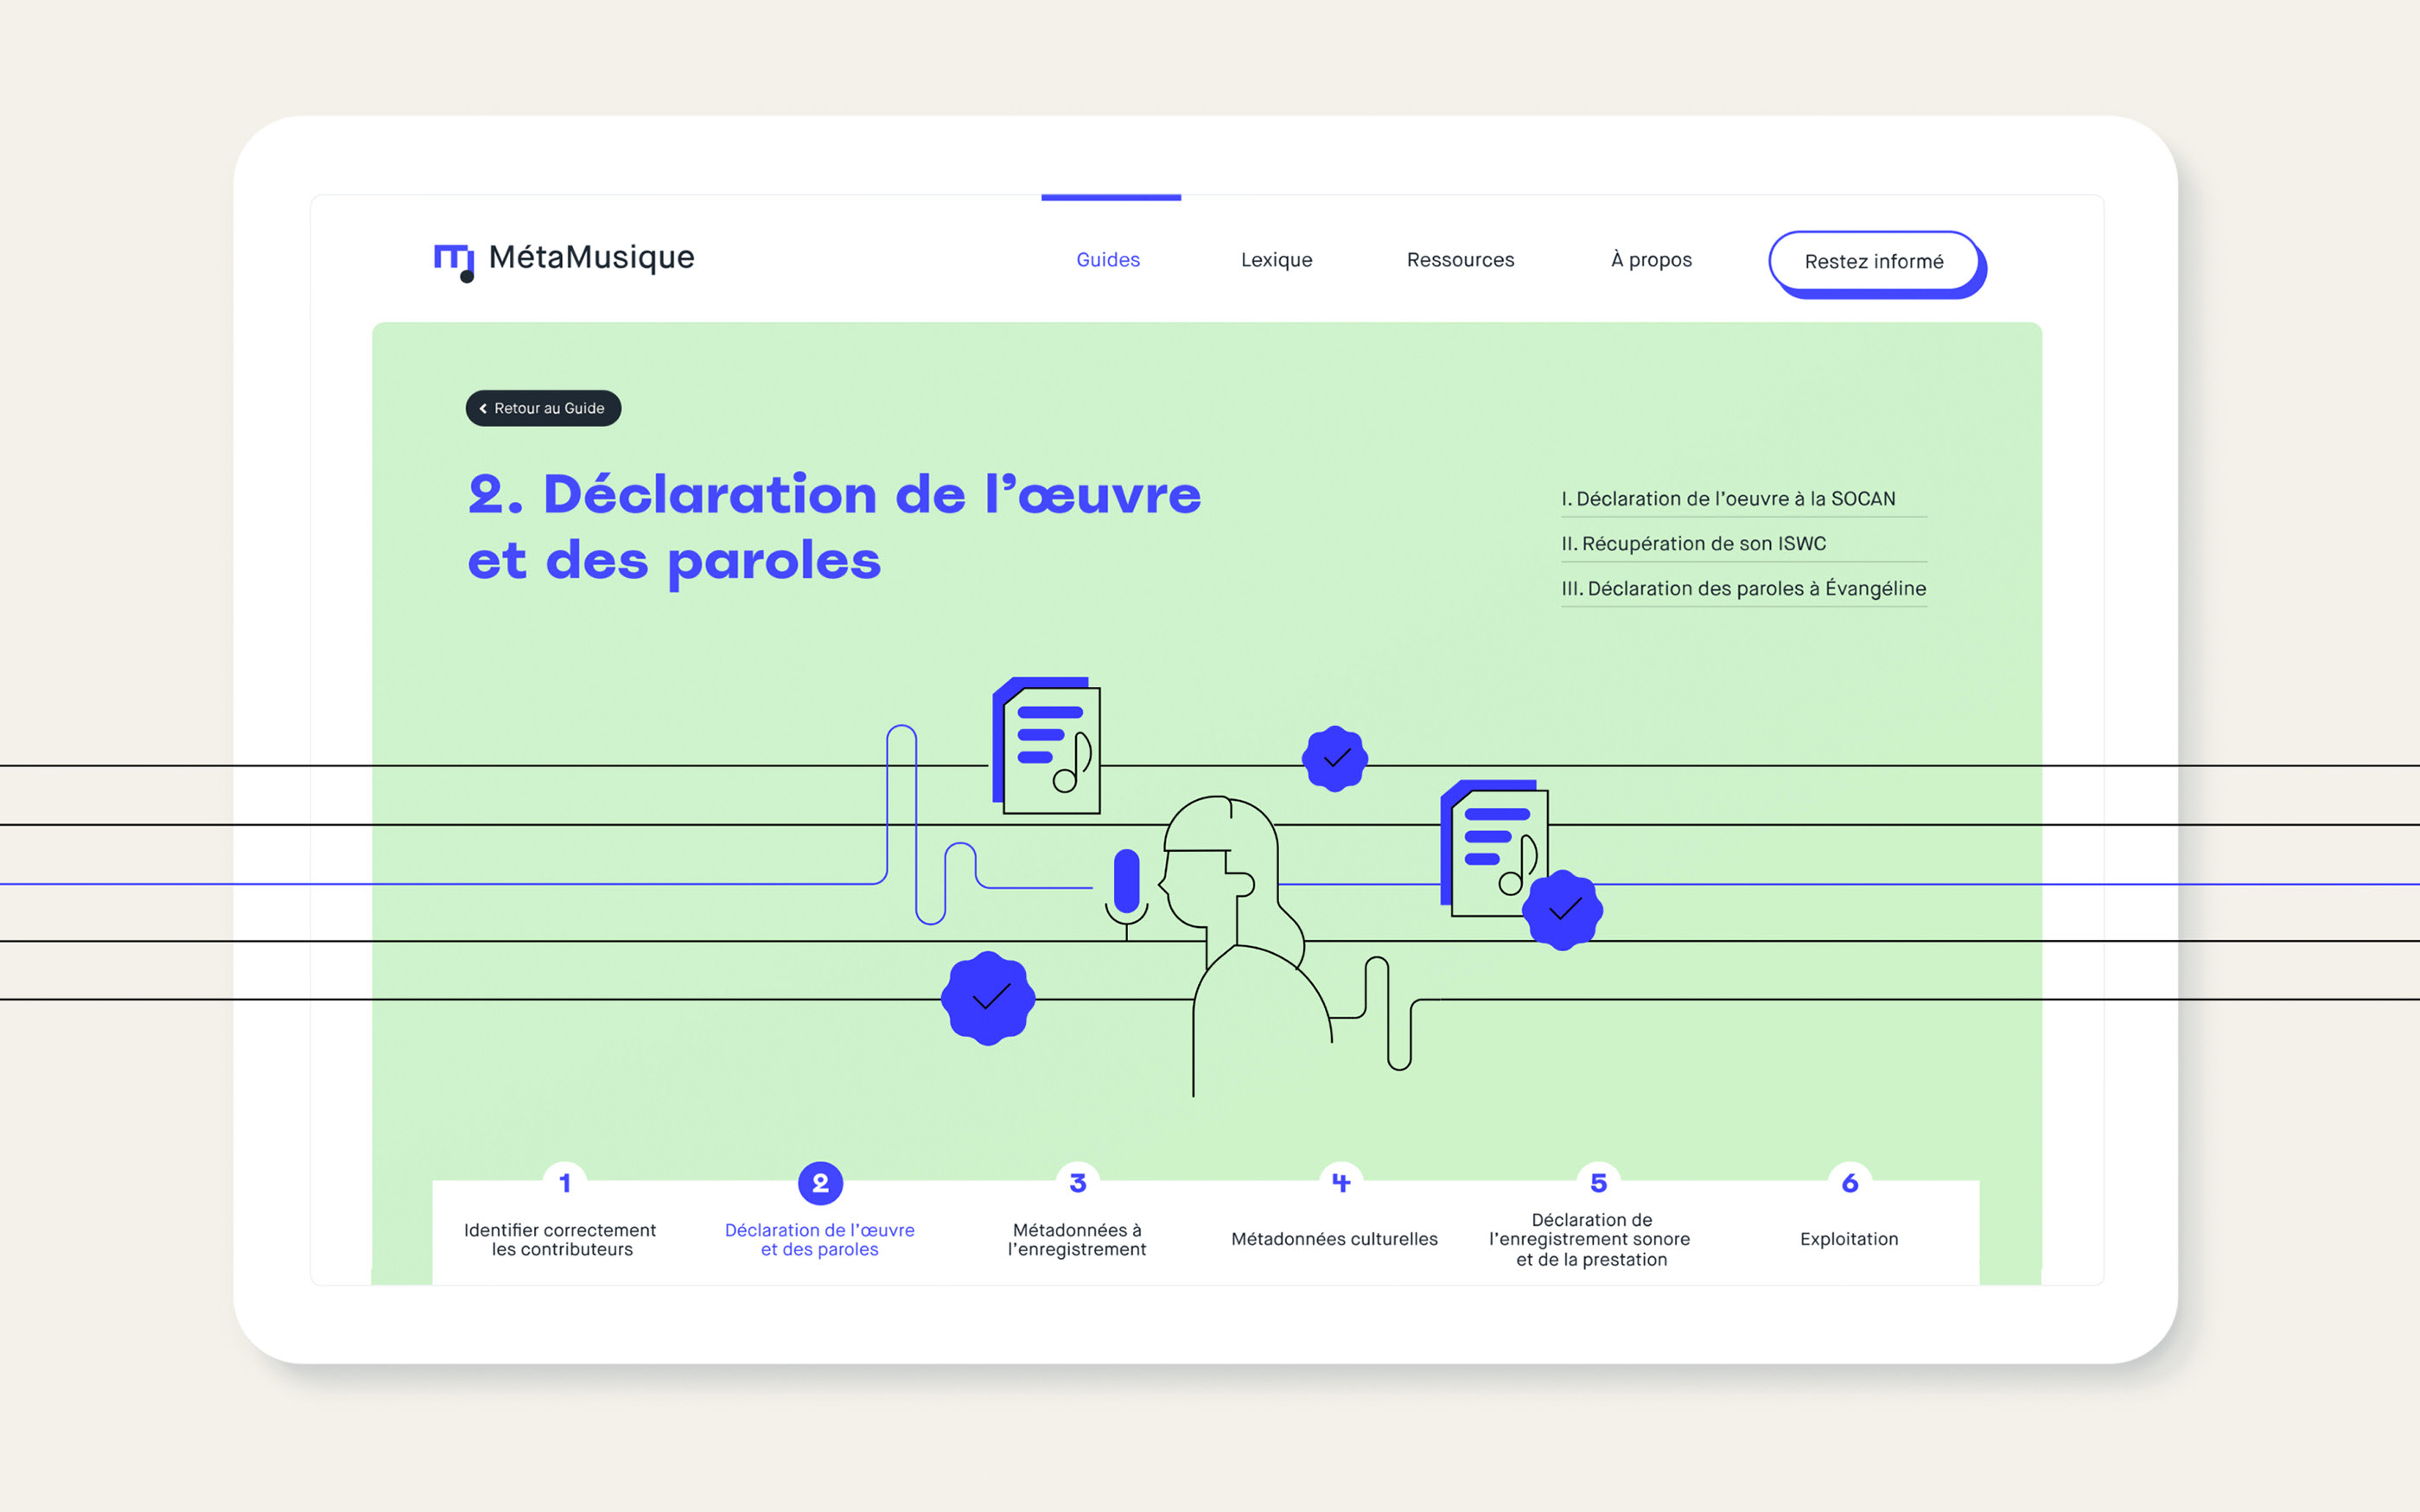 MétaMusique
Guides
Lexique
Ressources
À propos
Restez informé
Retour au Guide
2. Déclaration de l’œuvre
et des paroles
I. Déclaration de l’oeuvre à la SOCAN
II. Récupération de son ISWC
III. Déclaration des paroles à Évangéline
1
Identifier correctement
les contributeurs
2
Déclaration de l’œuvre
et des paroles
3
Métadonnées à
l’enregistrement
4
Métadonnées culturelles
5
Déclaration de
l’enregistrement sonore
et de la prestation
6
Exploitation